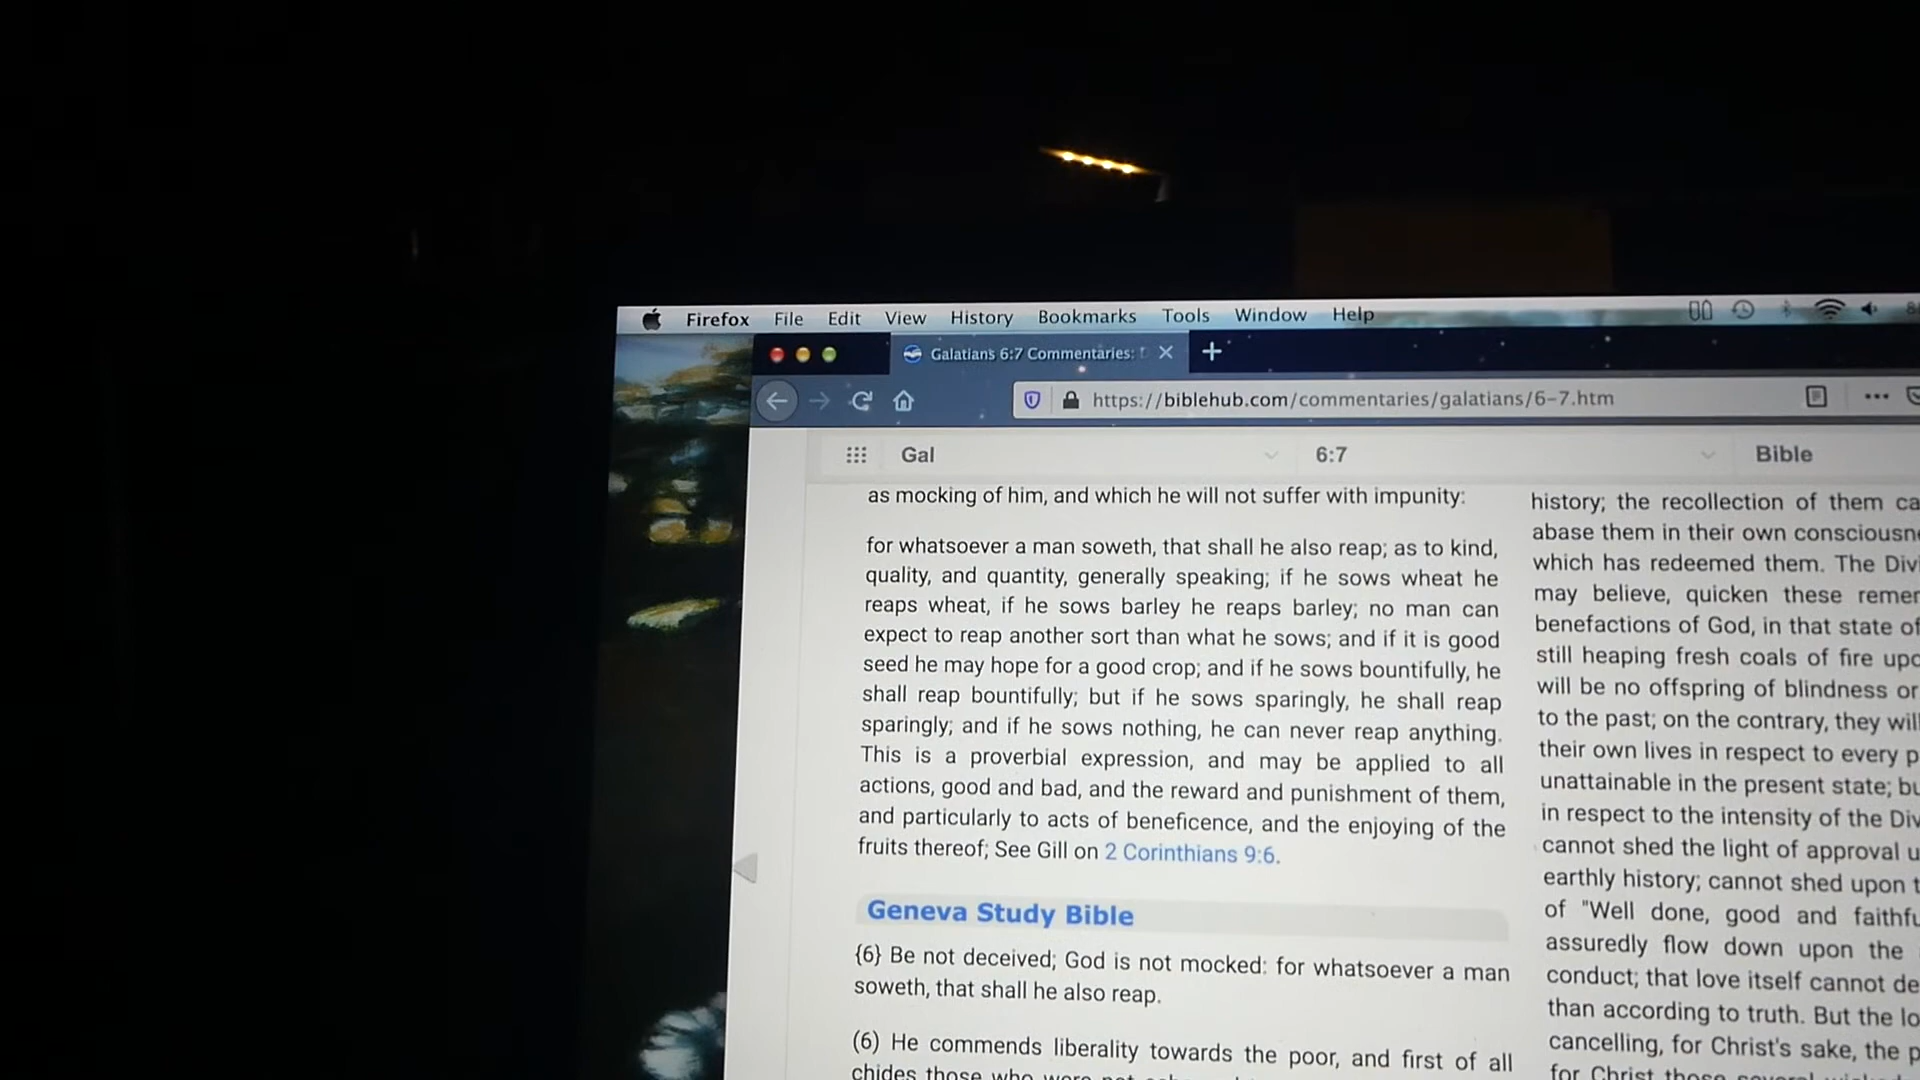 Firefox File Edit View History Bookmarks Tools Window Help
Galatians 6:7 Commentaries:
https://biblehub.com/commentaries/galatians/6-7.htm
Gal 6:7 Bible
as mocking of him, and which he will not suffer with impunity:
for whatsoever a man soweth, that shall he also reap; as to kind,
quality, and quantity, generally speaking; if he sows wheat he
reaps wheat, if he sows barley he reaps barley; no man can
expect to reap another sort than what he sows; and if it is good
seed he may hope for a good crop; and if he sows bountifully, he
shall reap bountifully; but if he sows sparingly, he shall reap
sparingly; and if he sows nothing, he can never reap anything.
This is a proverbial expression, and may be applied to all
actions, good and bad, and the reward and punishment of them,
and particularly to acts of beneficence, and the enjoying of the
fruits thereof; See Gill on 2 Corinthians 9:6.
Geneva Study Bible
{6} Be not deceived; God is not mocked: for whatsoever a man
soweth, that shall he also reap.
(6) He commends liberality towards the poor, and first of all
chides those who were not
history; the recollection of them
abase them in their own
which has redeemed them. The
may believe, quicken these
benefactions of God, in that state of
still heaping fresh coals of fire
will be no offspring of blindness or
to the past; on the contrary, they will
their own lives in respect to every
unattainable in the present state;
in respect to the intensity of the
cannot shed the light of approval
earthly history; cannot shed upon
of "Well done, good and
assuredly flow down upon the
conduct; that love itself cannot
than according to truth. But the
cancelling, for Christ's sake, the
for Christ those several